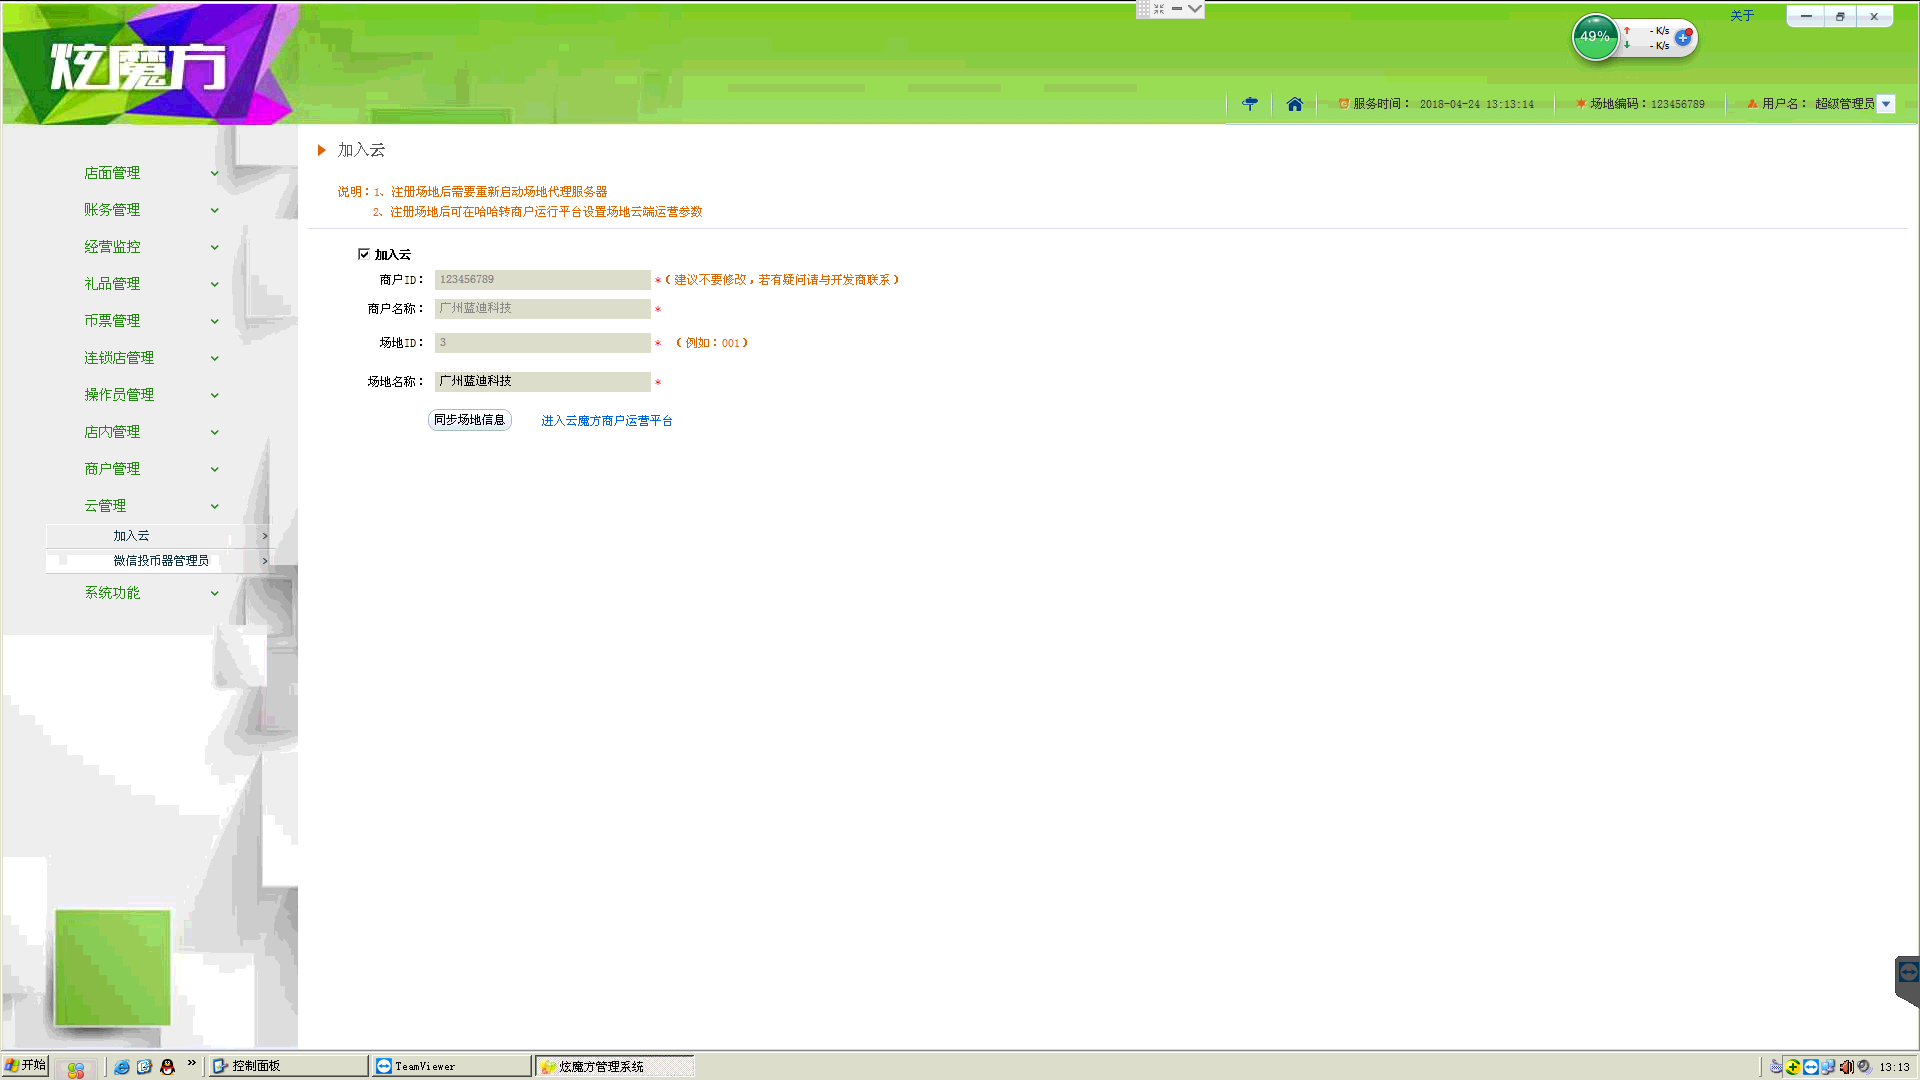 关于
炫魔方
49%
- K/s
- K/s
服务时间： 2018-04-24 13:13:14
场地编码：123456789
用户名： 超级管理员
店面管理
账务管理
经营监控
礼品管理
币票管理
连锁店管理
操作员管理
店内管理
商户管理
云管理
加入云
微信投币器管理员
系统功能
加入云
说明：1、注册场地后需要重新启动场地代理服务器
2、注册场地后可在哈哈转商户运行平台设置场地云端运营参数
加入云
商户ID： 123456789 *（建议不要修改，若有疑问请与开发商联系）
商户名称： 广州蓝迪科技 *
场地ID： 3 * （例如：001）
场地名称： 广州蓝迪科技 *
同步场地信息 进入云魔方商户运营平台
开始 » 控制面板 TeamViewer 炫魔方管理系统 13:13